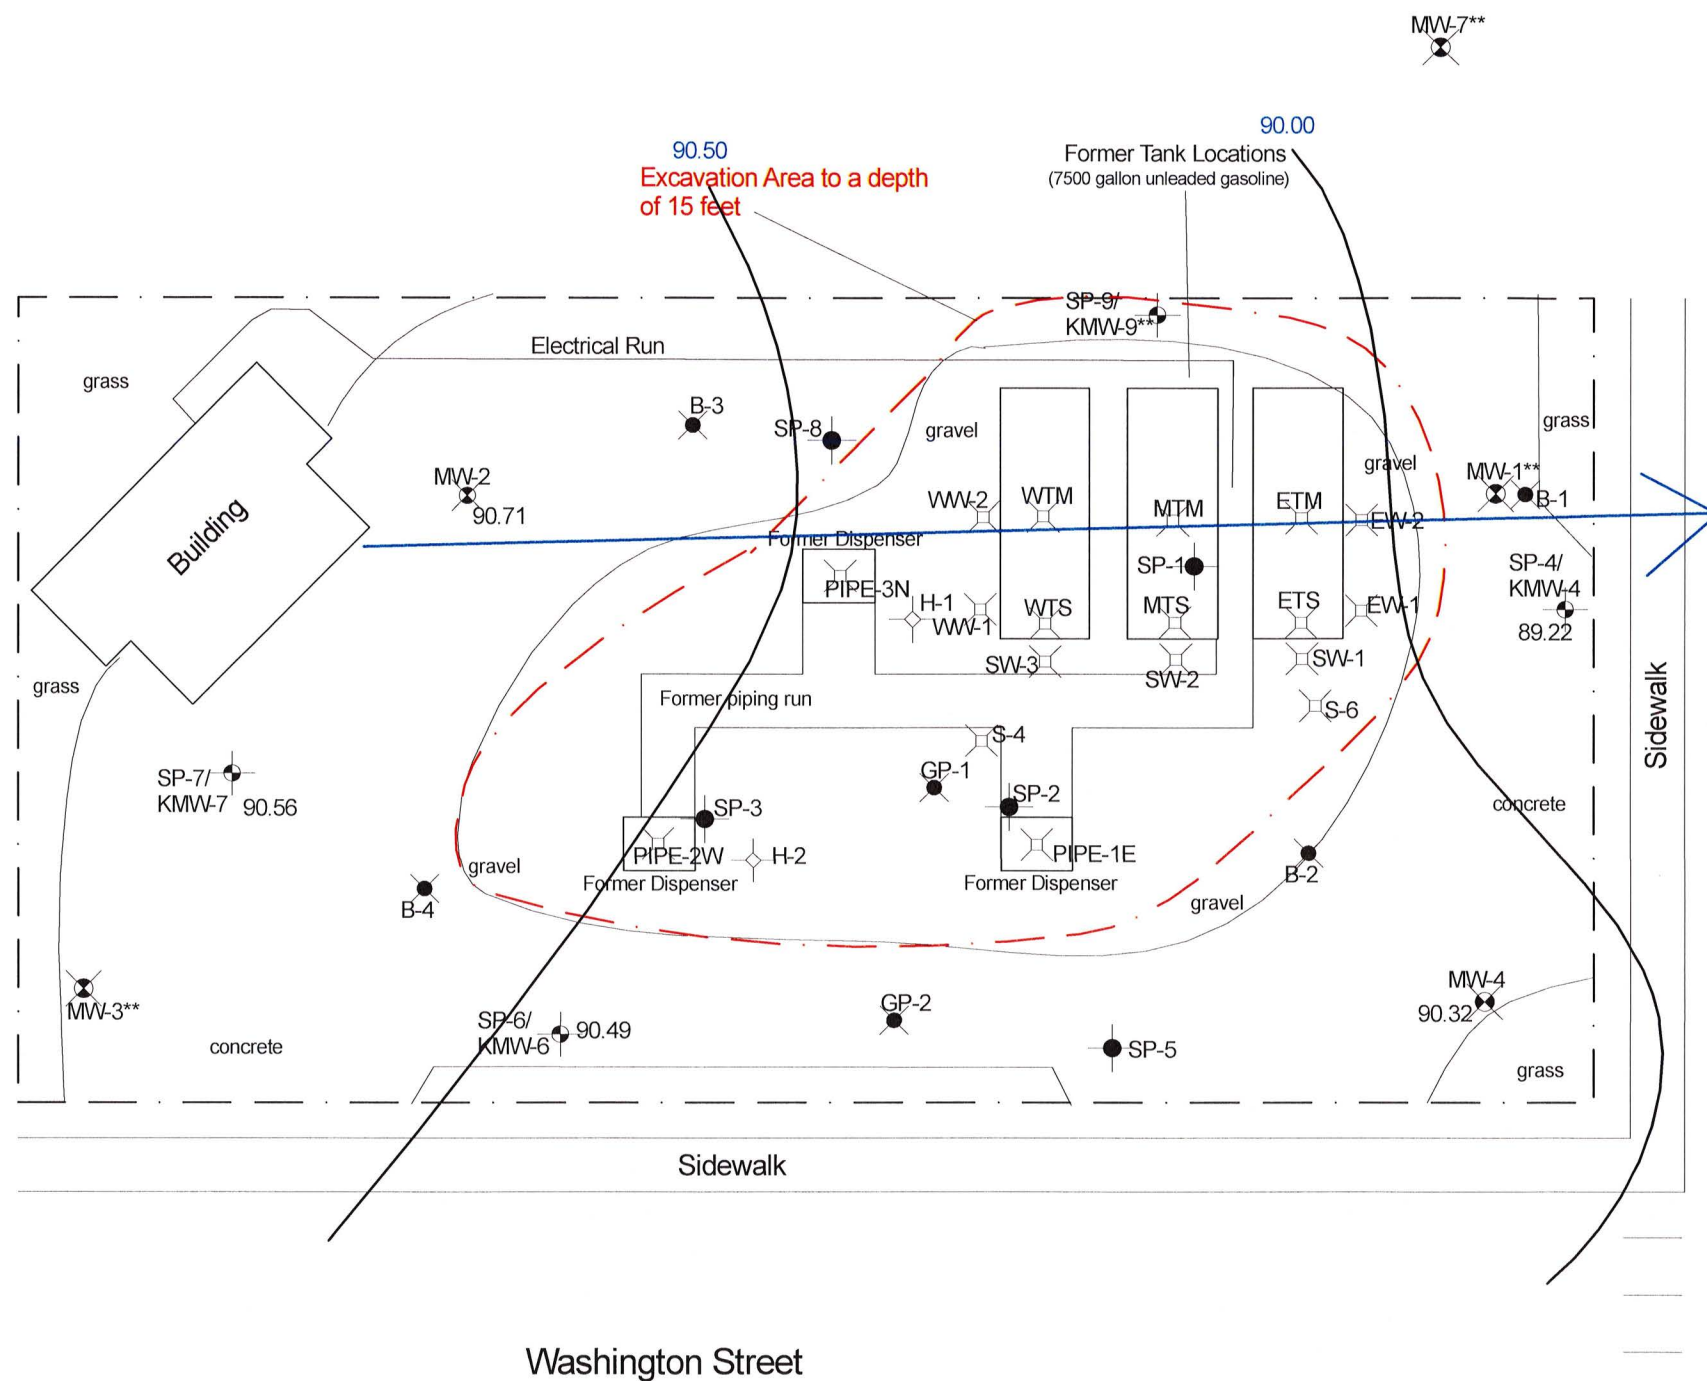 MW-7**
90.00
90.50
Former Tank Locations
(7500 gallon unleaded gasoline)
Excavation Area to a depth
of 15 feet
SP-9/
KMW-9**
Electrical Run
grass
B-3
SP-8
gravel
grass
gravel
MW-2
90.71
MW-1**
B-1
WW-2
WTM
MTM
ETM
EW-2
Building
Former Dispenser
PIPE-3N
SP-1
SP-4/
KMW-4
89.22
H-1
WW-1
WTS
MTS
ETS
EW-1
SW-3
SW-2
SW-1
grass
Former piping run
S-6
S-4
Sidewalk
SP-7/
KMW-7
90.56
GP-1
SP-2
SP-3
concrete
PIPE-2W
H-2
PIPE-1E
gravel
Former Dispenser
Former Dispenser
B-2
B-4
gravel
MW-3**
MW-4
90.32
GP-2
SP-6/
KMW-6
90.49
SP-5
concrete
grass
Sidewalk
Washington Street